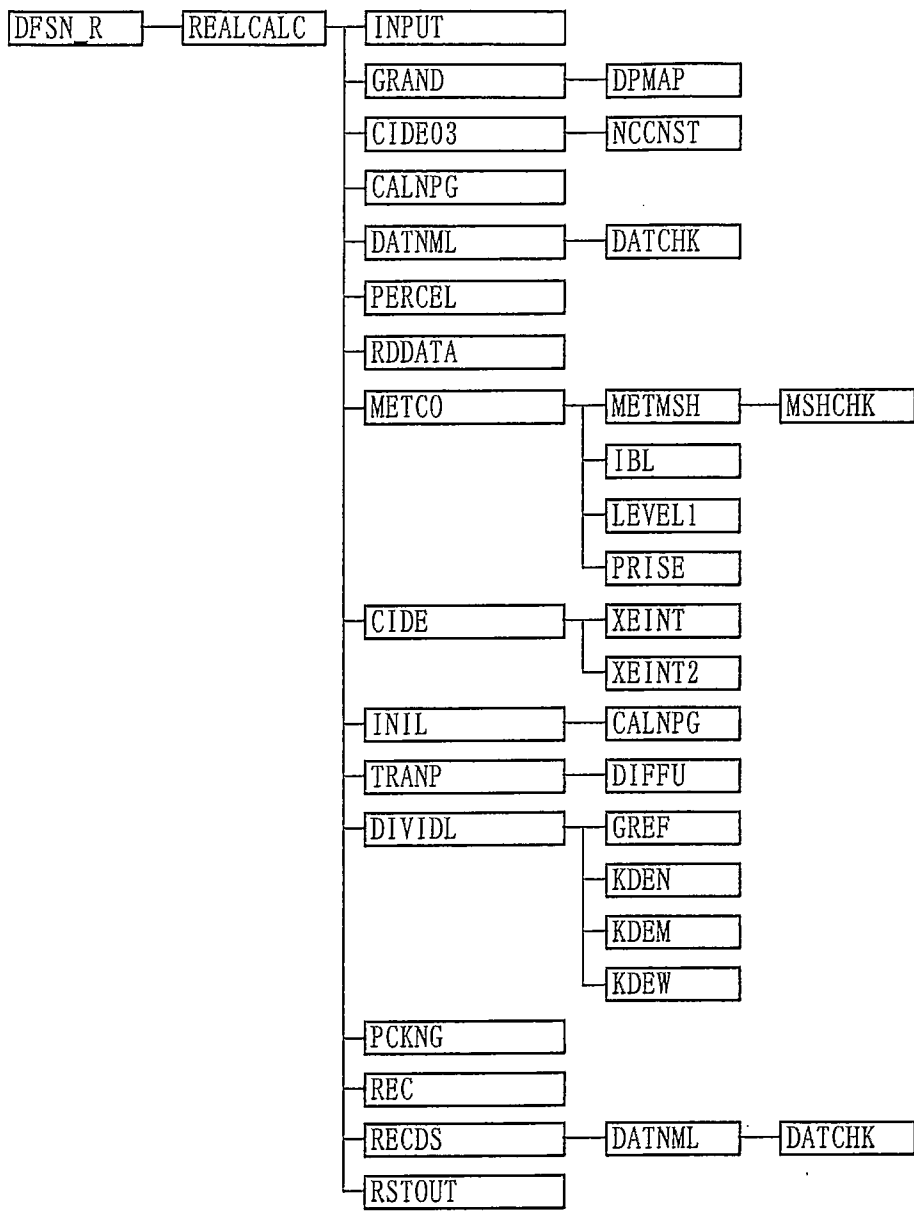 DFSN_R REALCALC INPUT
GRAND DPMAP
CIDE03 NCCNST
CALNPG
DATNML DATCHK
PERCEL
RDDATA
METCO METMSH MSHCHK
IBL
LEVEL1
PRISE
CIDE XEINT
XEINT2
INIL CALNPG
TRANP DIFFU
DIVIDL GREF
KDEN
KDEM
KDEW
PCKNG
REC
RECDS DATNML DATCHK
RSTOUT